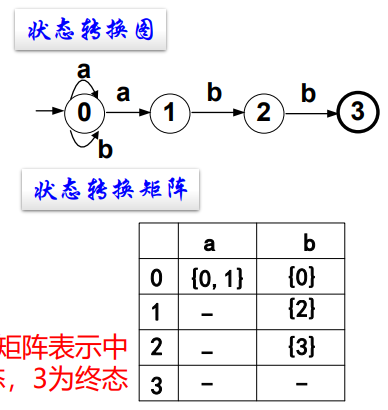 状态转换图
a
a
b
b
0
1
2
3
b
状态转换矩阵
a b
0 {0,1} {0}
1 – {2}
2 – {3}
3 – –
矩阵表示中
态，3为终态